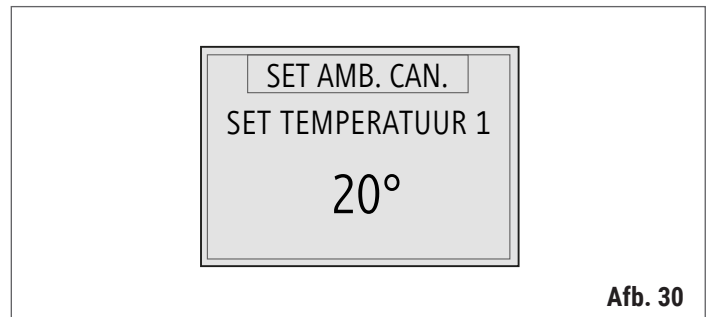 SET AMB. CAN.
SET TEMPERATUUR 1
20°
Afb. 30